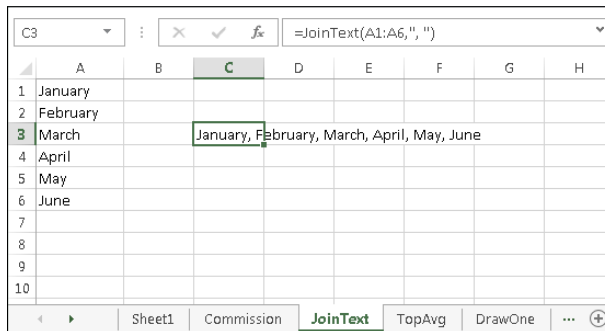 C3 fx =JoinText(A1:A6,", ")
A B C D E F G H
1 January
2 February
3 March January, February, March, April, May, June
4 April
5 May
6 June
7
8
9
10
Sheet1 Commission JoinText TopAvg DrawOne ...